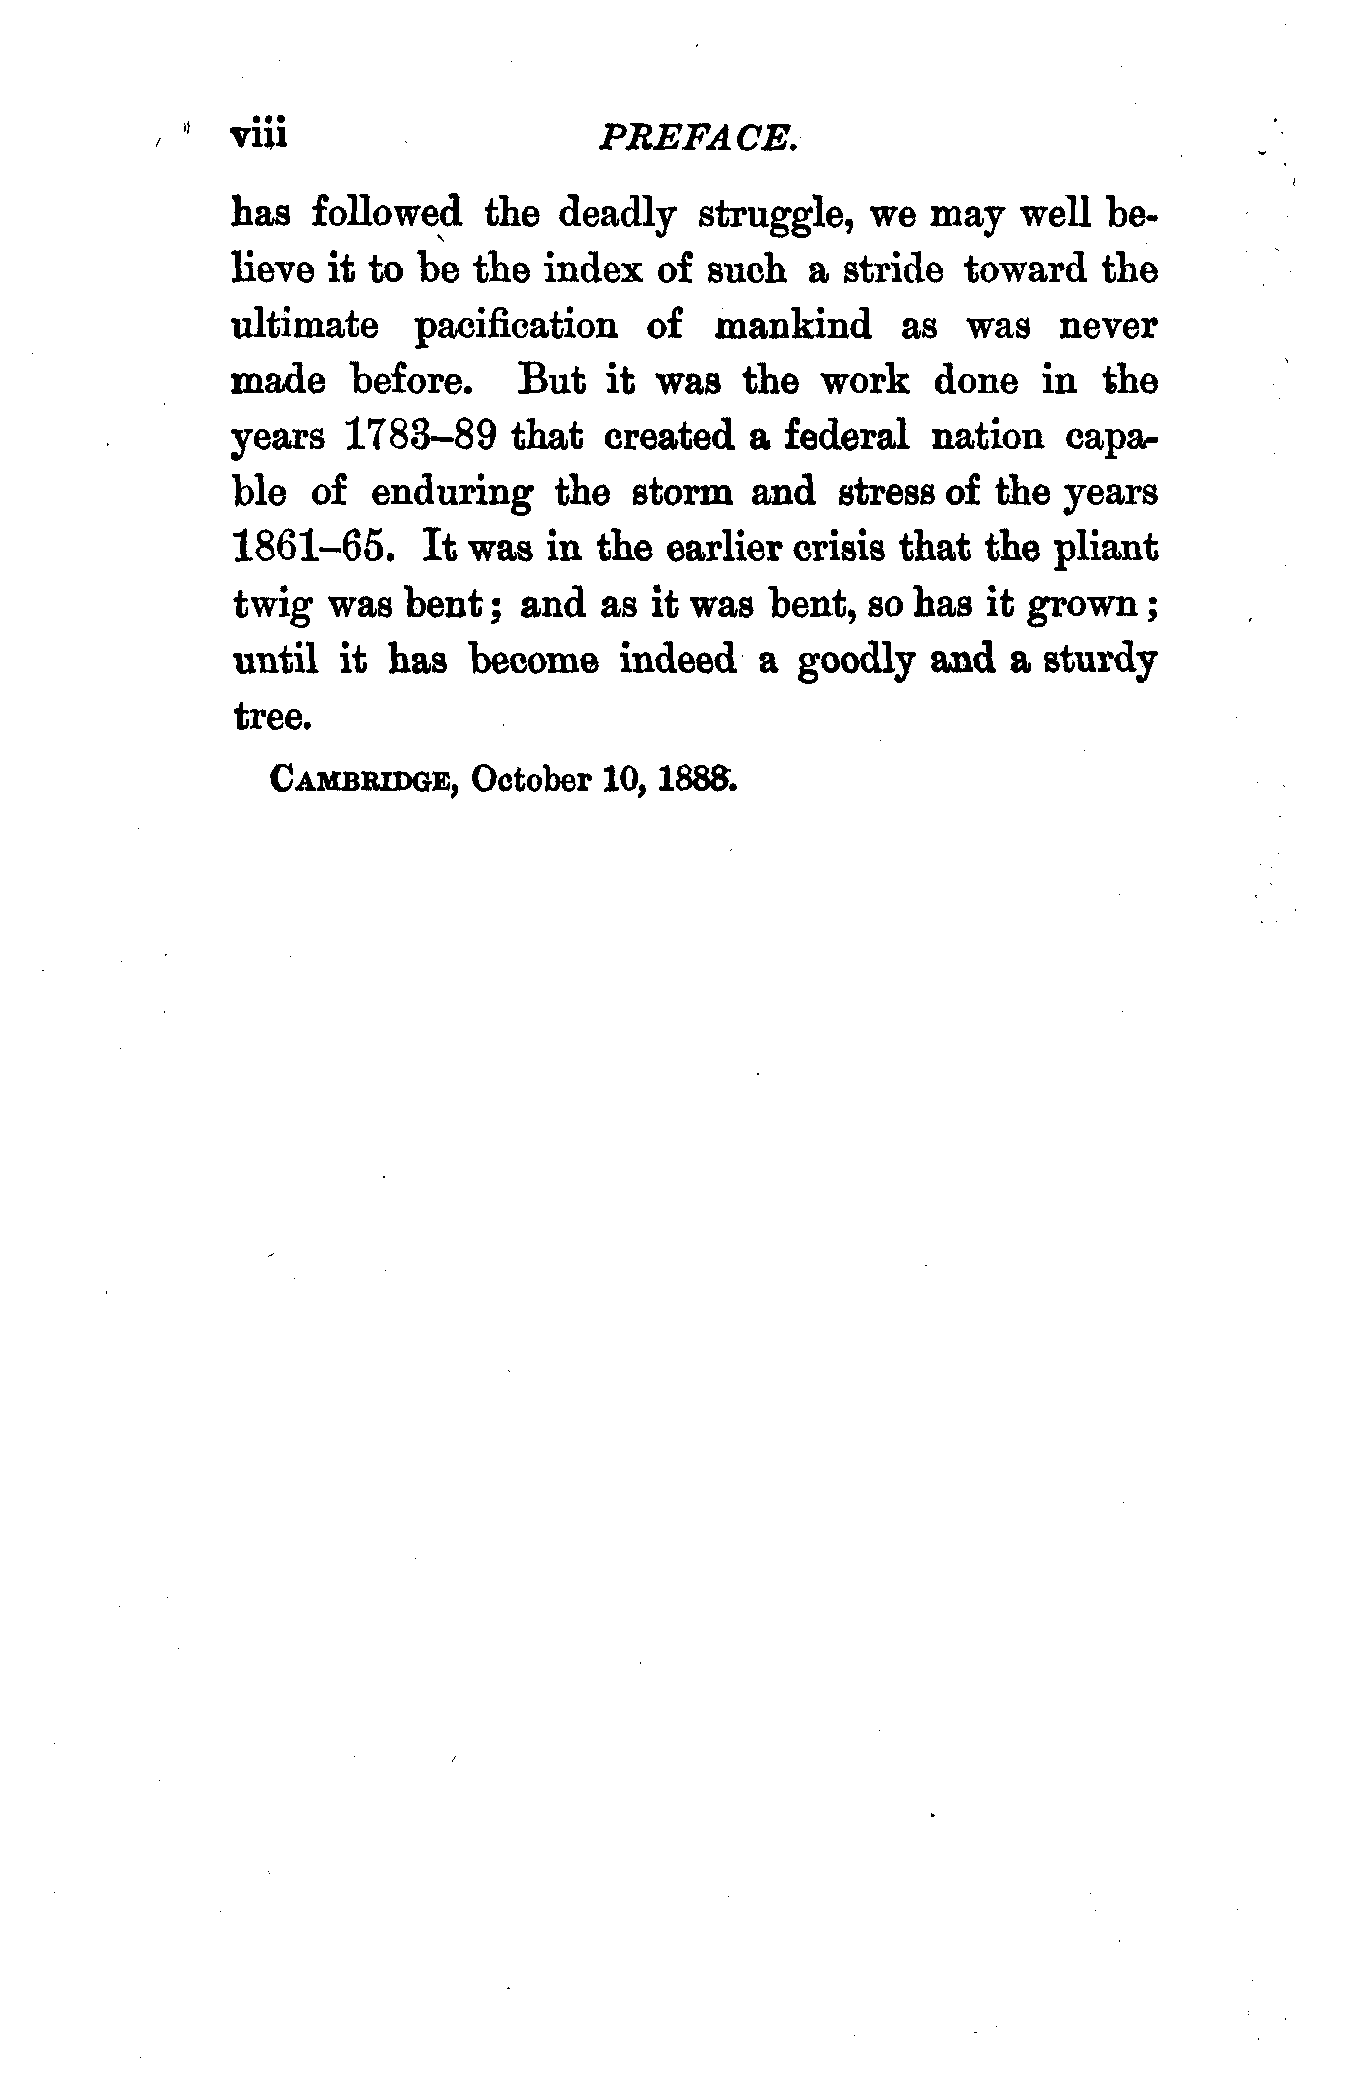 viii PREFACE.
has followed the deadly struggle, we may well be-
lieve it to be the index of such a stride toward the
ultimate pacification of mankind as was never
made before. But it was the work done in the
years 1783–89 that created a federal nation capa-
ble of enduring the storm and stress of the years
1861–65. It was in the earlier crisis that the pliant
twig was bent; and as it was bent, so has it grown;
until it has become indeed a goodly and a sturdy
tree.
CAMBRIDGE, October 10, 1888.